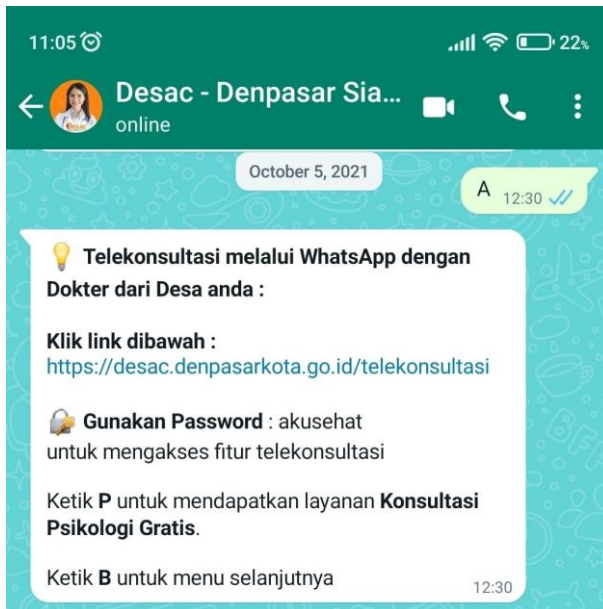 11:05 22%
Desac - Denpasar Sia...
online
October 5, 2021
A 12:30
Telekonsultasi melalui WhatsApp dengan
Dokter dari Desa anda :
Klik link dibawah :
https://desac.denpasarkota.go.id/telekonsultasi
Gunakan Password : akusehat
untuk mengakses fitur telekonsultasi
Ketik P untuk mendapatkan layanan Konsultasi
Psikologi Gratis.
Ketik B untuk menu selanjutnya
12:30